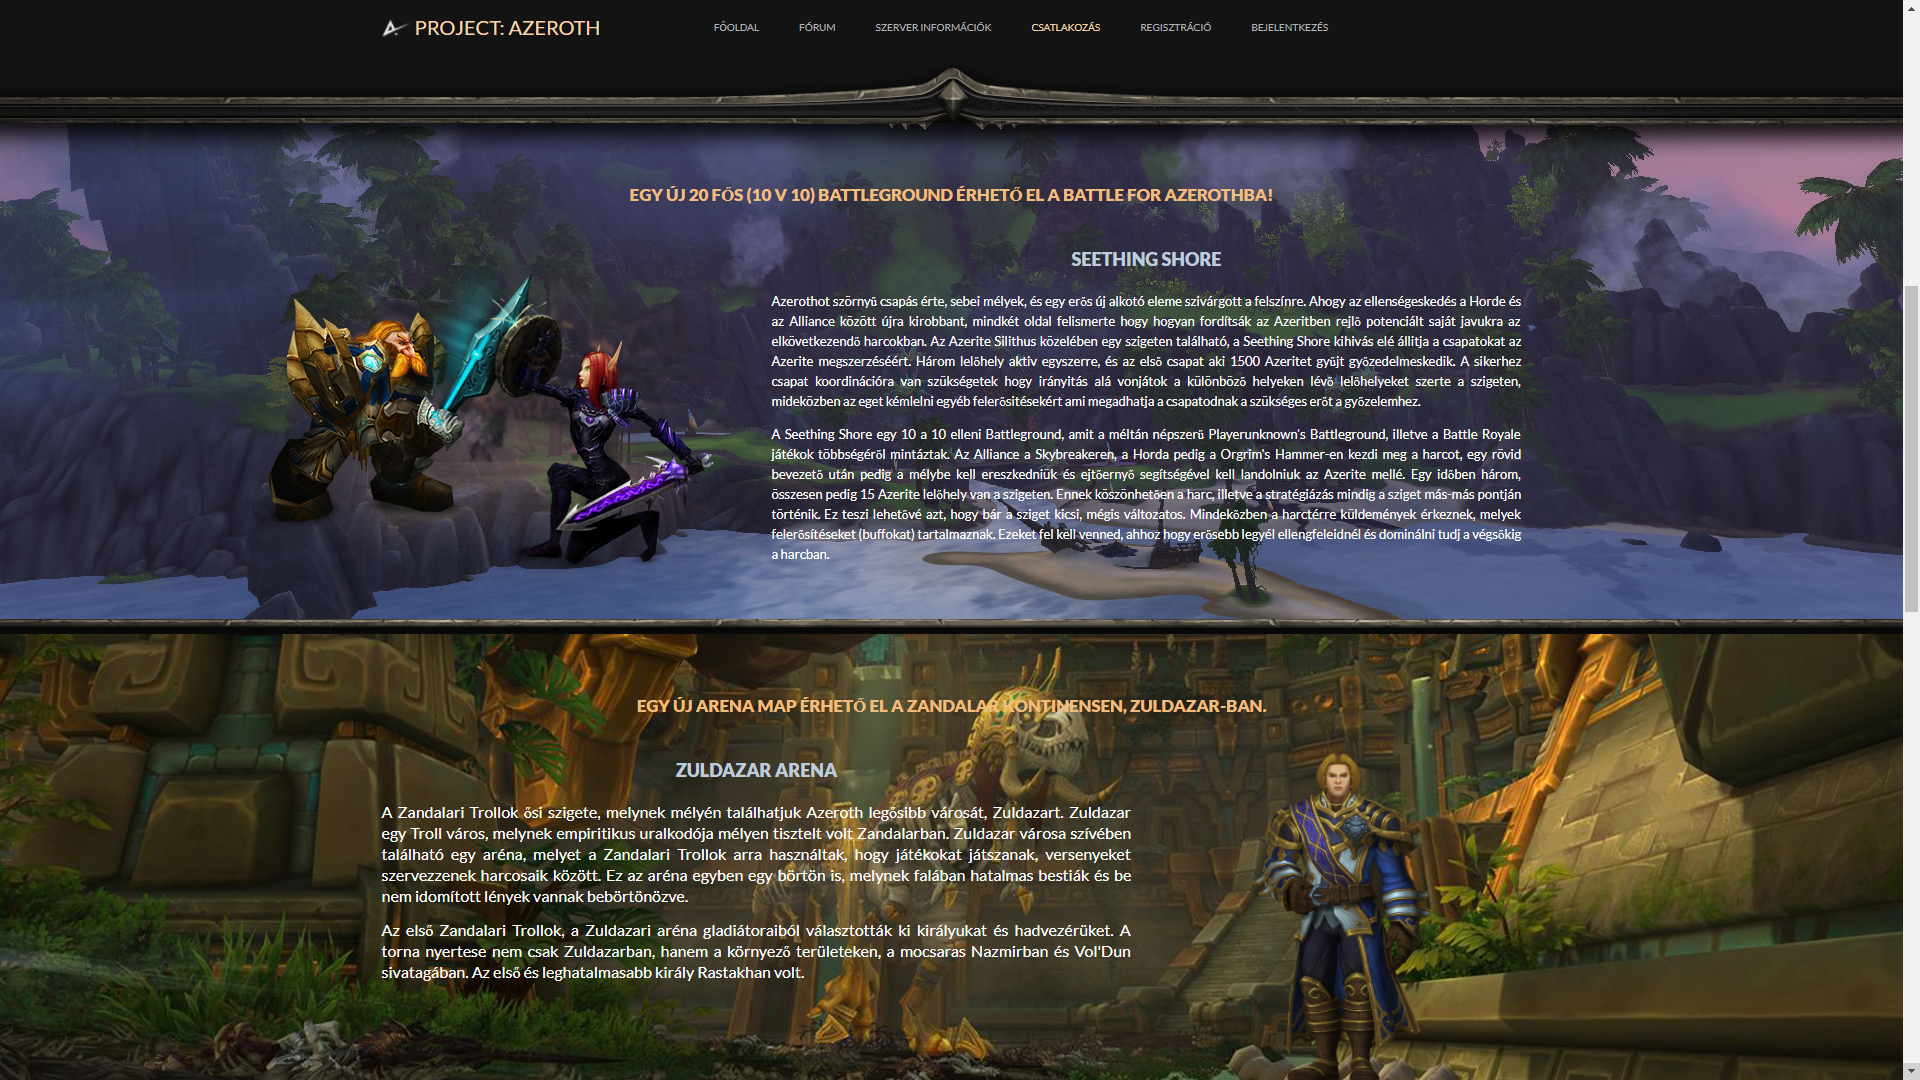 PROJECT: AZEROTH
FŐOLDAL FÓRUM SZERVER INFORMÁCIÓK CSATLAKOZÁS REGISZTRÁCIÓ BEJELENTKEZÉS
EGY ÚJ 20 FŐS (10 V 10) BATTLEGROUND ÉRHETŐ EL A BATTLE FOR AZEROTHBA!
SEETHING SHORE
Azerothot szörnyű csapás érte, sebei mélyek, és egy erős új alkotó eleme szivárgott a felszínre. Ahogy az ellenségeskedés a Horde és
az Alliance között újra kirobbant, mindkét oldal felismerte hogy hogyan fordítsák az Azeritben rejlő potenciált saját javukra az
elkövetkezendő harcokban. Az Azerite Silithus közelében egy szigeten található, a Seething Shore kihivás elé állitja a csapatokat az
Azerite megszerzéséért. Három lelőhely aktiv egyszerre, és az első csapat aki 1500 Azeritet gyűjt győzedelmeskedik. A sikerhez
csapat koordinációra van szükségetek hogy irányitás alá vonjátok a különböző helyeken lévő lelőhelyeket szerte a szigeten,
mideközben az eget kémlelni egyéb felerősitésekért ami megadhatja a csapatodnak a szükséges erőt a győzelemhez.
A Seething Shore egy 10 a 10 elleni Battleground, amit a méltán népszerű Playerunknown's Battleground, illetve a Battle Royale
játékok többségéről mintáztak. Az Alliance a Skybreakeren, a Horda pedig a Orgrim's Hammer-en kezdi meg a harcot, egy rövid
bevezető után pedig a mélybe kell ereszkedniük és ejtőernyő segítségével kell landolniuk az Azerite mellé. Egy időben három,
összesen pedig 15 Azerite lelőhely van a szigeten. Ennek köszönhetően a harc, illetve a stratégiázás mindig a sziget más-más pontján
történik. Ez teszi lehetővé azt, hogy bár a sziget kicsi, mégis változatos. Mindeközben a harctérre küldemények érkeznek, melyek
felerősítéseket (buffokat) tartalmaznak. Ezeket fel kell venned, ahhoz hogy erősebb legyél ellengfeleidnél és dominálni tudj a végsőkig
a harcban.
EGY ÚJ ARENA MAP ÉRHETŐ EL A ZANDALAR KONTINENSEN, ZULDAZAR-BAN.
ZULDAZAR ARENA
A Zandalari Trollok ősi szigete, melynek mélyén találhatjuk Azeroth legősibb városát, Zuldazart. Zuldazar
egy Troll város, melynek empiritikus uralkodója mélyen tisztelt volt Zandalarban. Zuldazar városa szívében
található egy aréna, melyet a Zandalari Trollok arra használtak, hogy játékokat játszanak, versenyeket
szervezzenek harcosaik között. Ez az aréna egyben egy börtön is, melynek falában hatalmas bestiák és be
nem idomított lények vannak bebörtönözve.
Az első Zandalari Trollok, a Zuldazari aréna gladiátoraiból választották ki királyukat és hadvezérüket. A
torna nyertese nem csak Zuldazarban, hanem a környező területeken, a mocsaras Nazmirban és Vol'Dun
sivatagában. Az első és leghatalmasabb király Rastakhan volt.